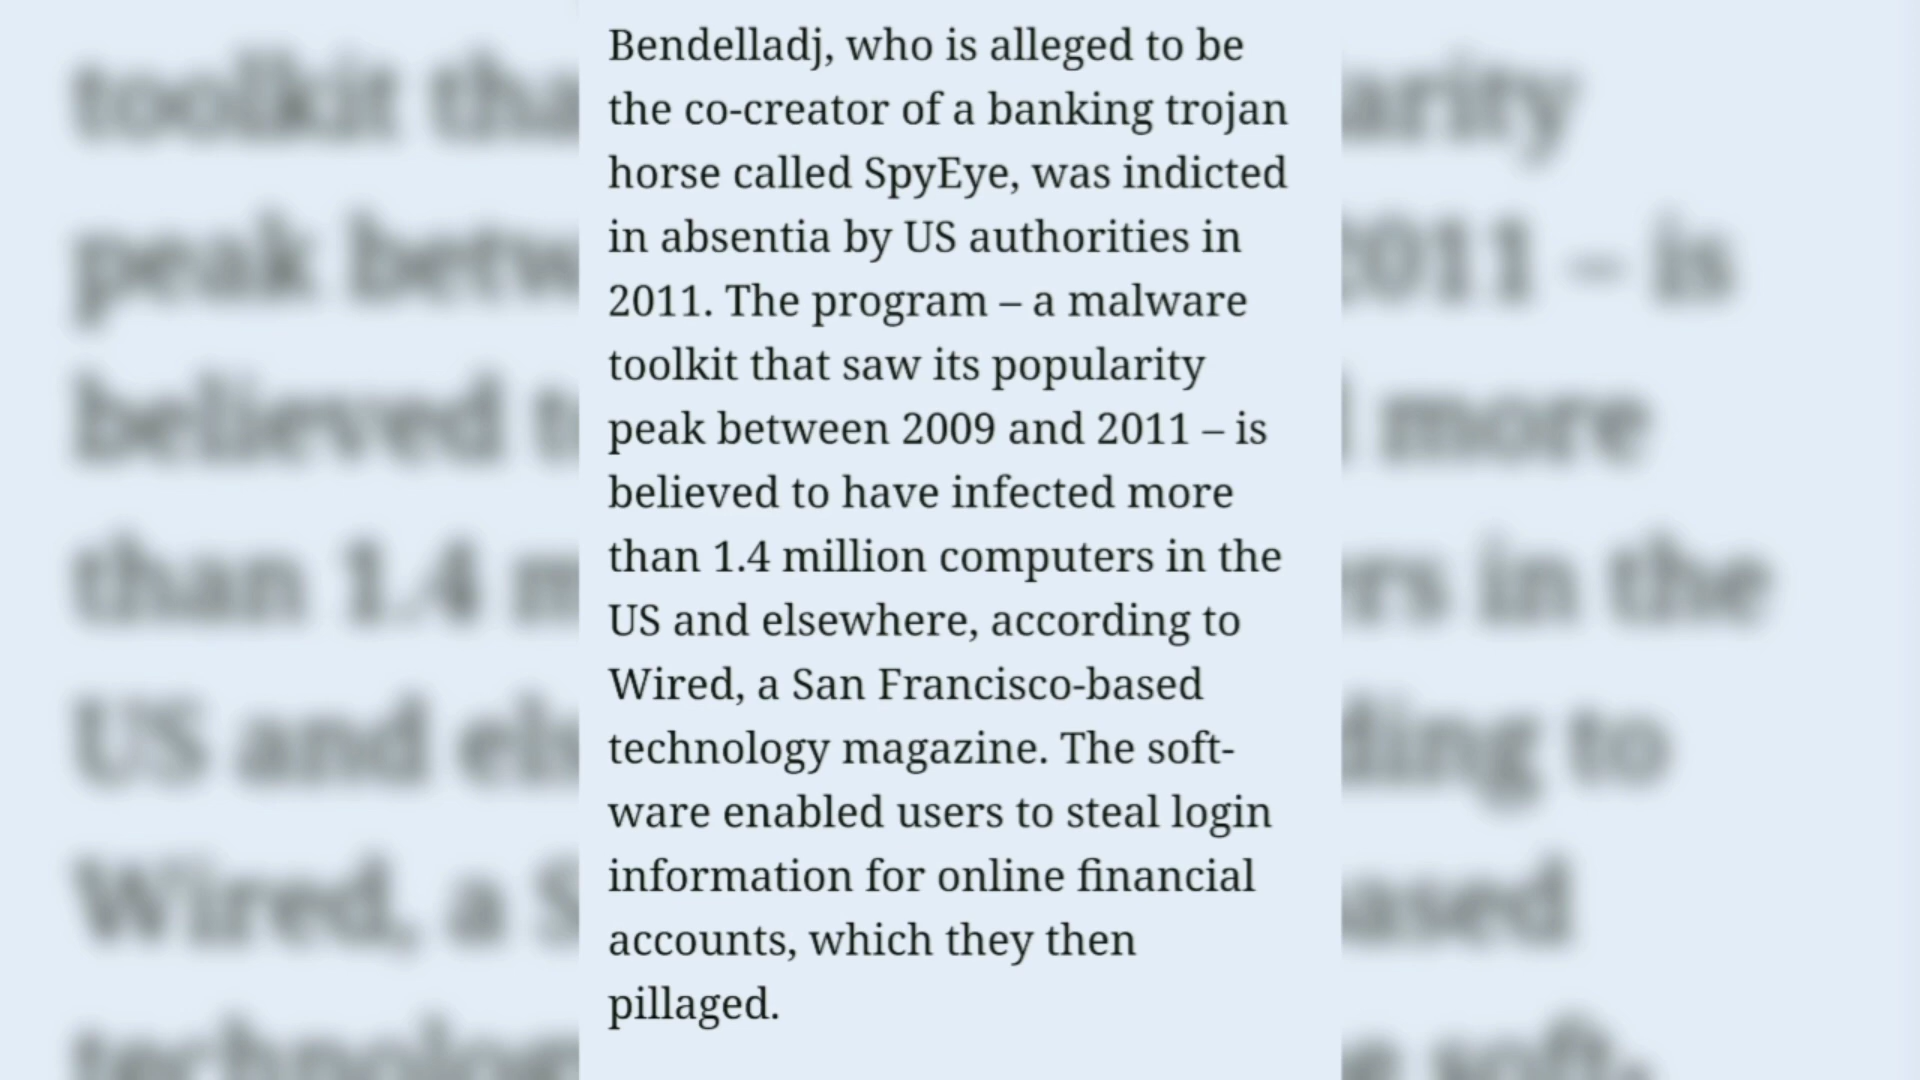 Bendelladj, who is alleged to be
the co-creator of a banking trojan
horse called SpyEye, was indicted
in absentia by US authorities in
2011. The program – a malware
toolkit that saw its popularity
peak between 2009 and 2011 – is
believed to have infected more
than 1.4 million computers in the
US and elsewhere, according to
Wired, a San Francisco-based
technology magazine. The soft-
ware enabled users to steal login
information for online financial
accounts, which they then
pillaged.